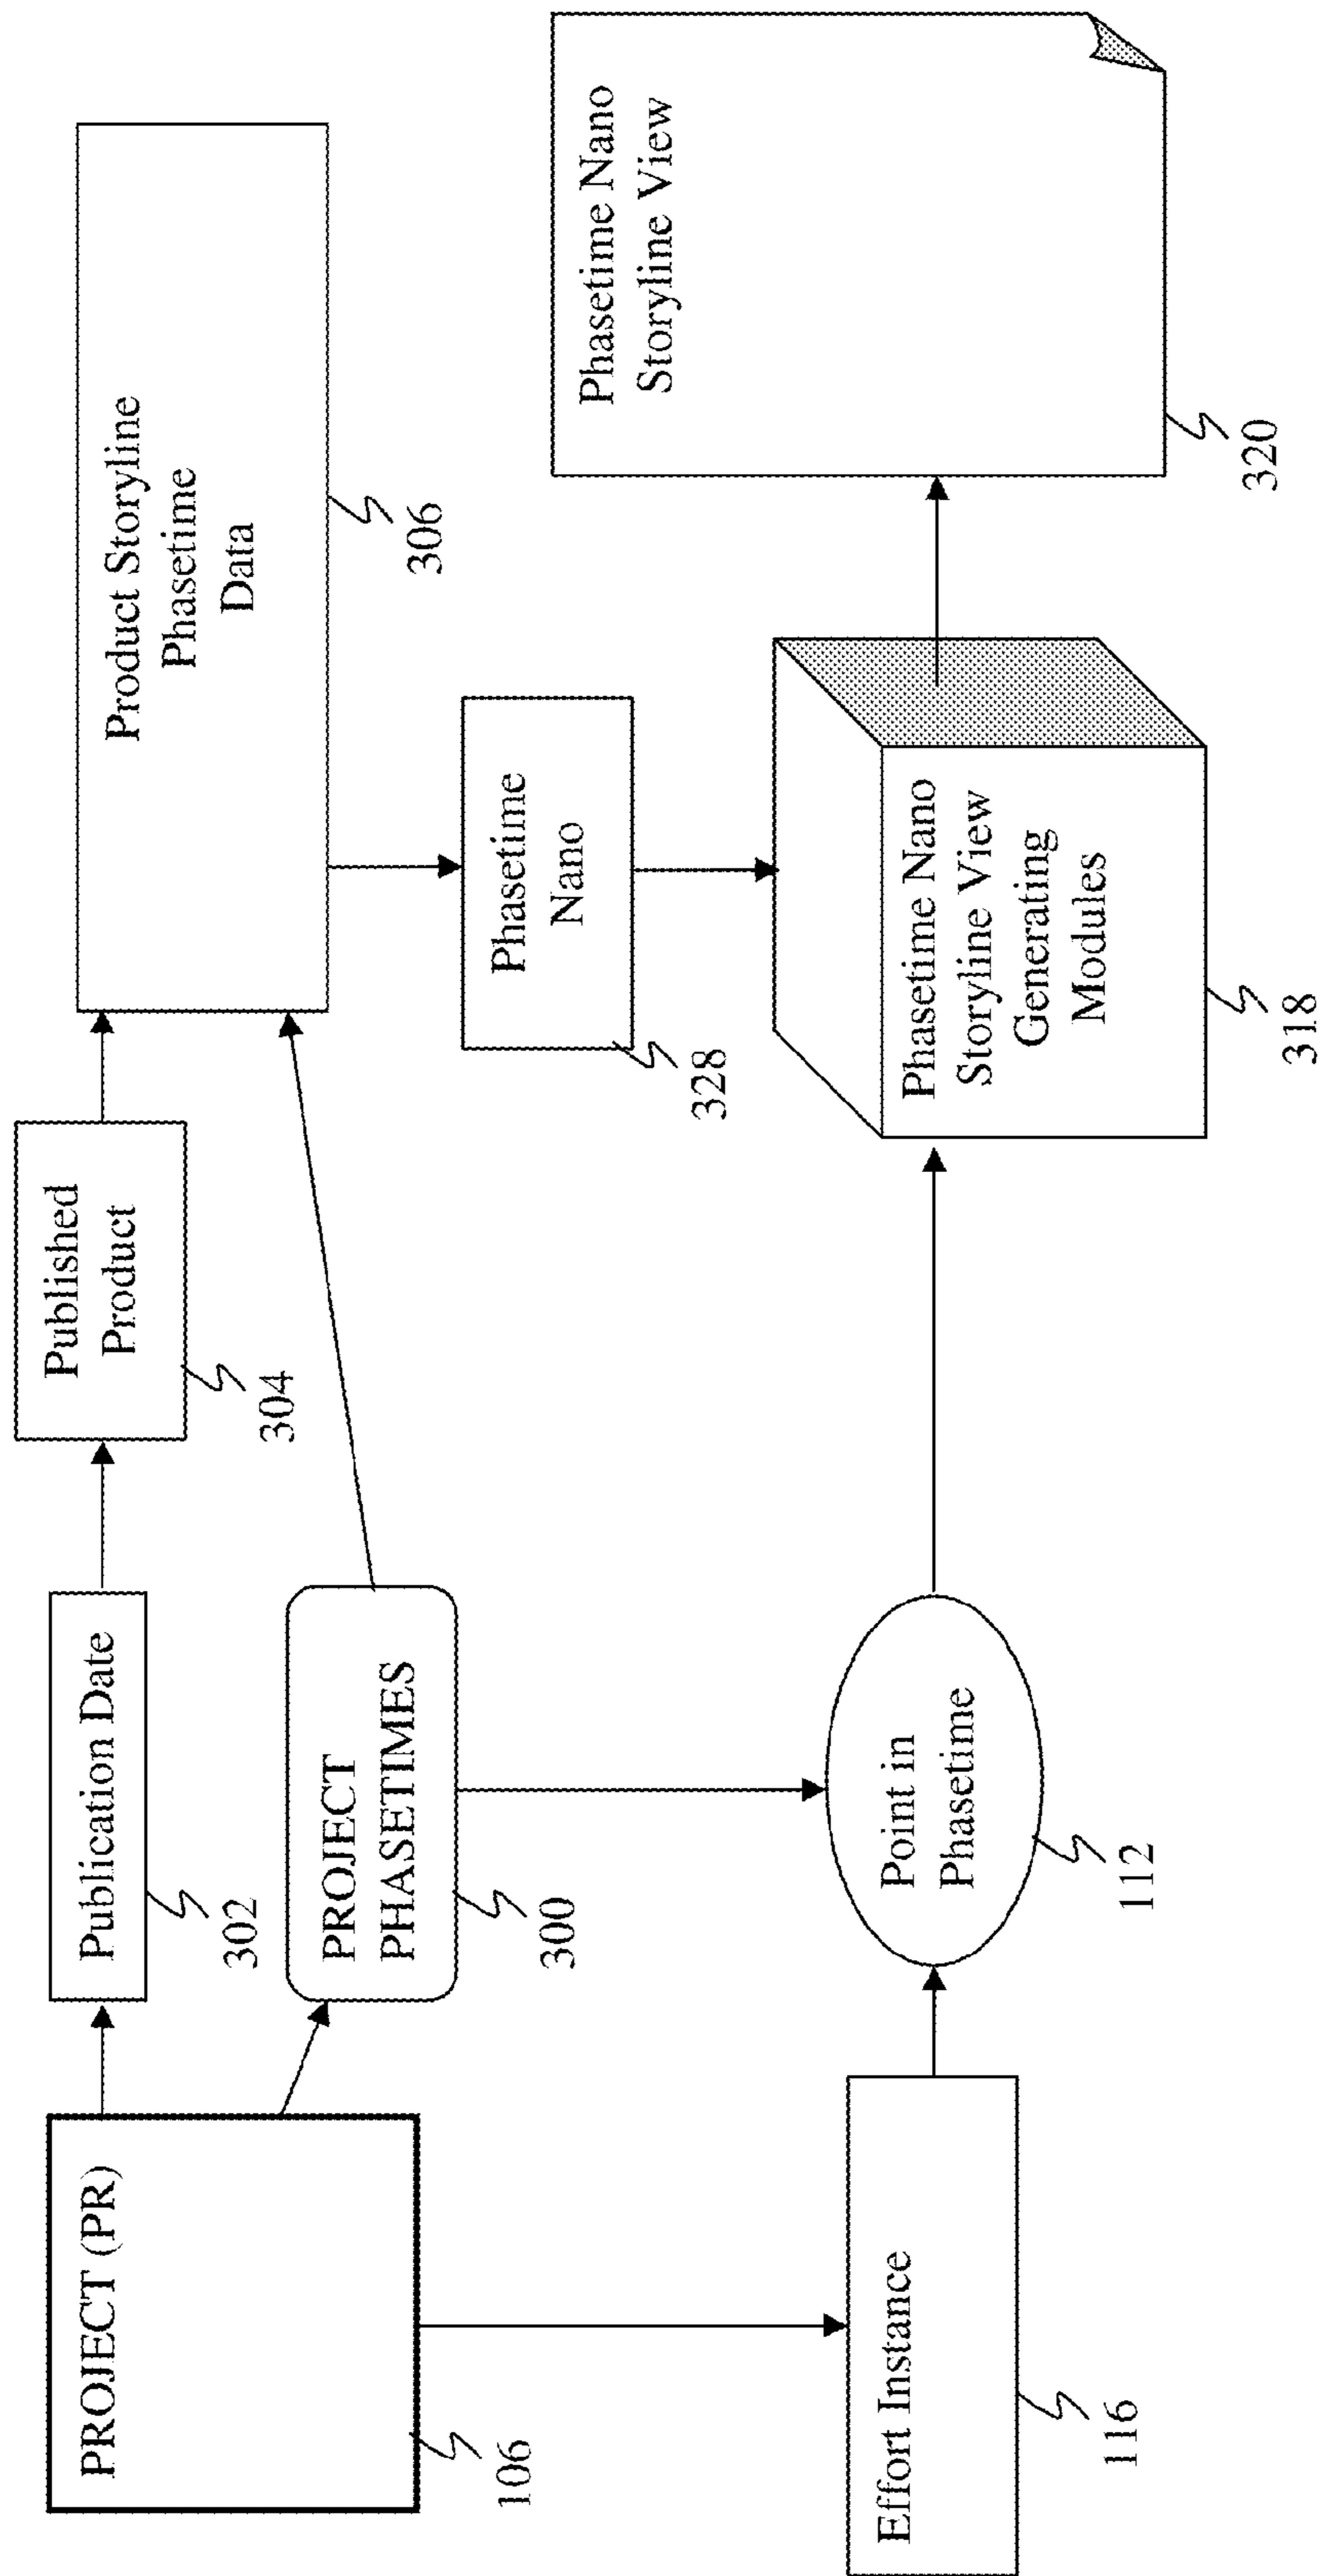 PROJECT (PR)
106
Publication Date
302
Published
Product
304
Product Storyline
Phasetime
Data
306
PROJECT
PHASETIMES
300
Phasetime
Nano
328
Effort Instance
116
Point in
Phasetime
112
Phasetime Nano
Storyline View
Generating
Modules
318
Phasetime Nano
Storyline View
320